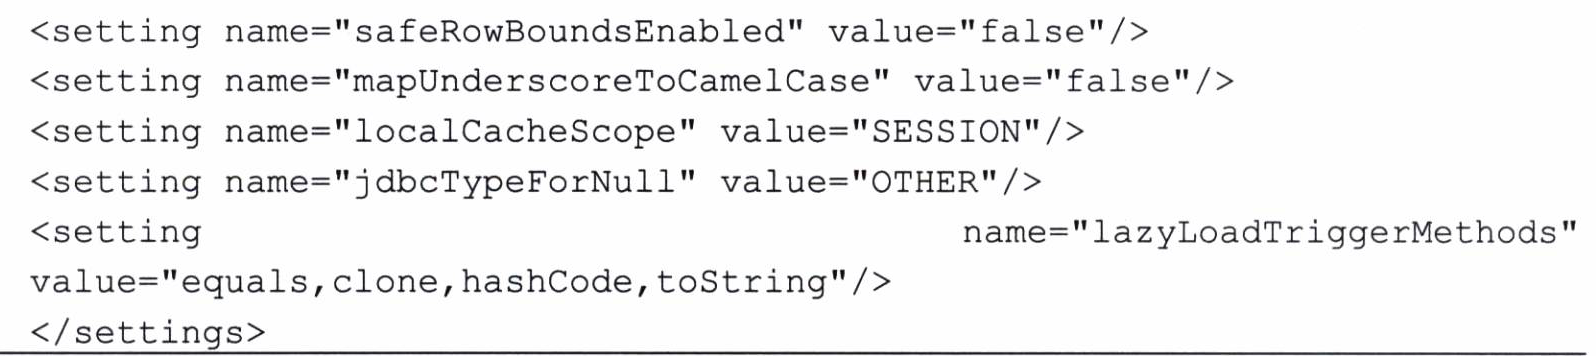 <setting name="safeRowBoundsEnabled" value="false"/>
<setting name="mapUnderscoreToCamelCase" value="false"/>
<setting name="localCacheScope" value="SESSION"/>
<setting name="jdbcTypeForNull" value="OTHER"/>
<setting name="lazyLoadTriggerMethods"
value="equals,clone,hashCode,toString"/>
</settings>